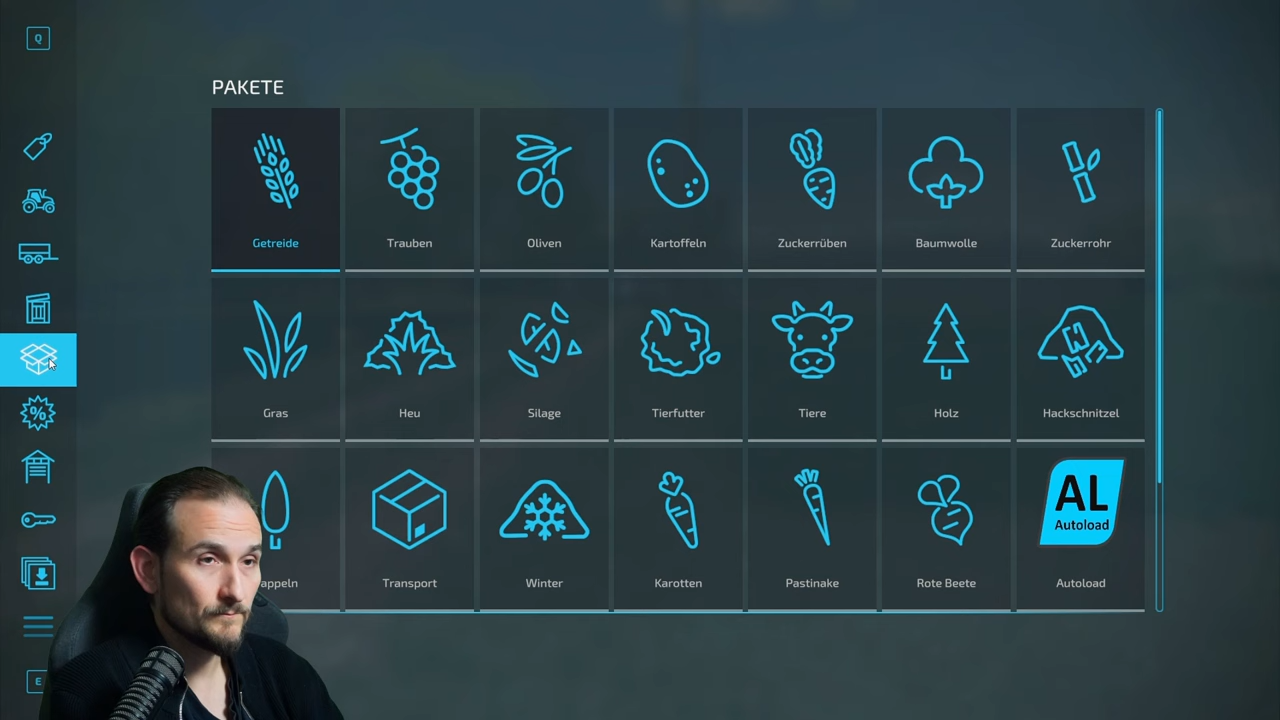 Q
PAKETE
Getreide
Trauben
Oliven
Kartoffeln
Zuckerrüben
Baumwolle
Zuckerrohr
Gras
Heu
Silage
Tierfutter
Tiere
Holz
Hackschnitzel
%
AL
Autoload
appeln
Transport
Winter
Karotten
Pastinake
Rote Beete
Autoload
E